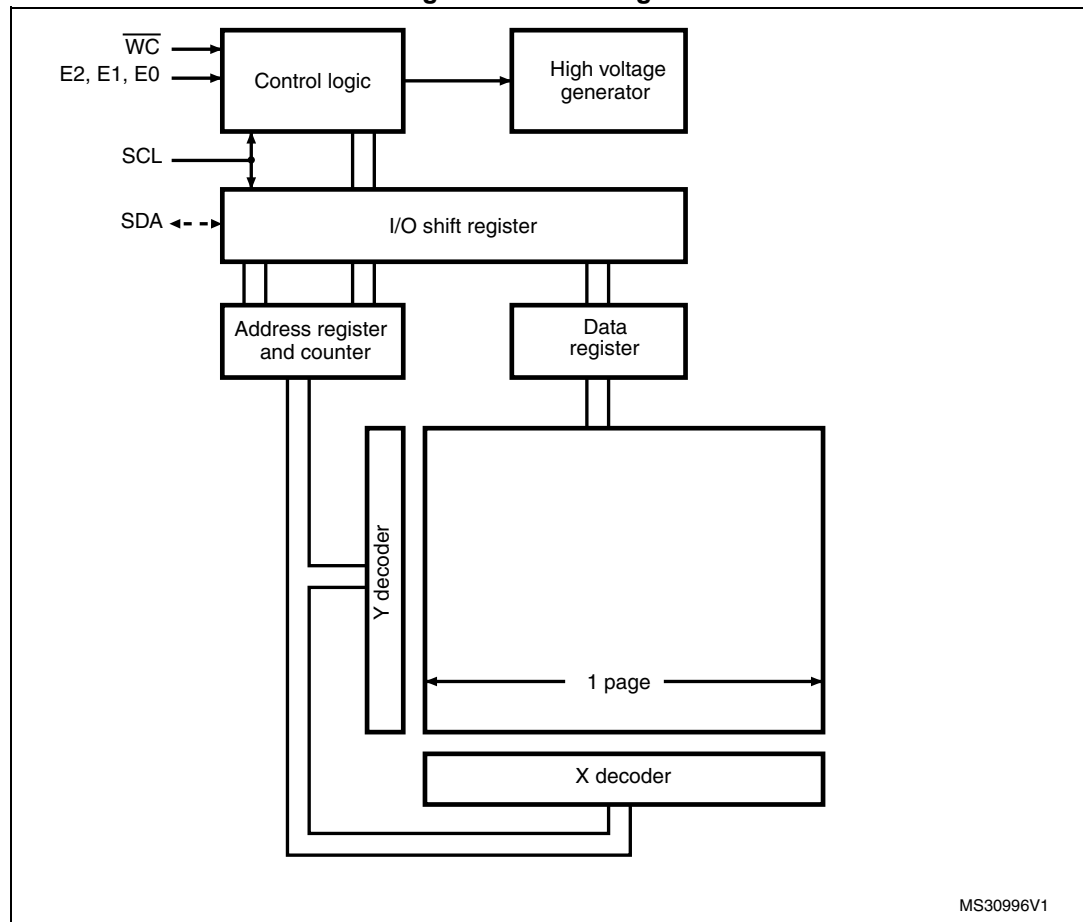 W̅C̅
E2, E1, E0
Control logic
High voltage
generator
SCL
SDA
I/O shift register
Address register
and counter
Data
register
Y decoder
1 page
X decoder
MS30996V1